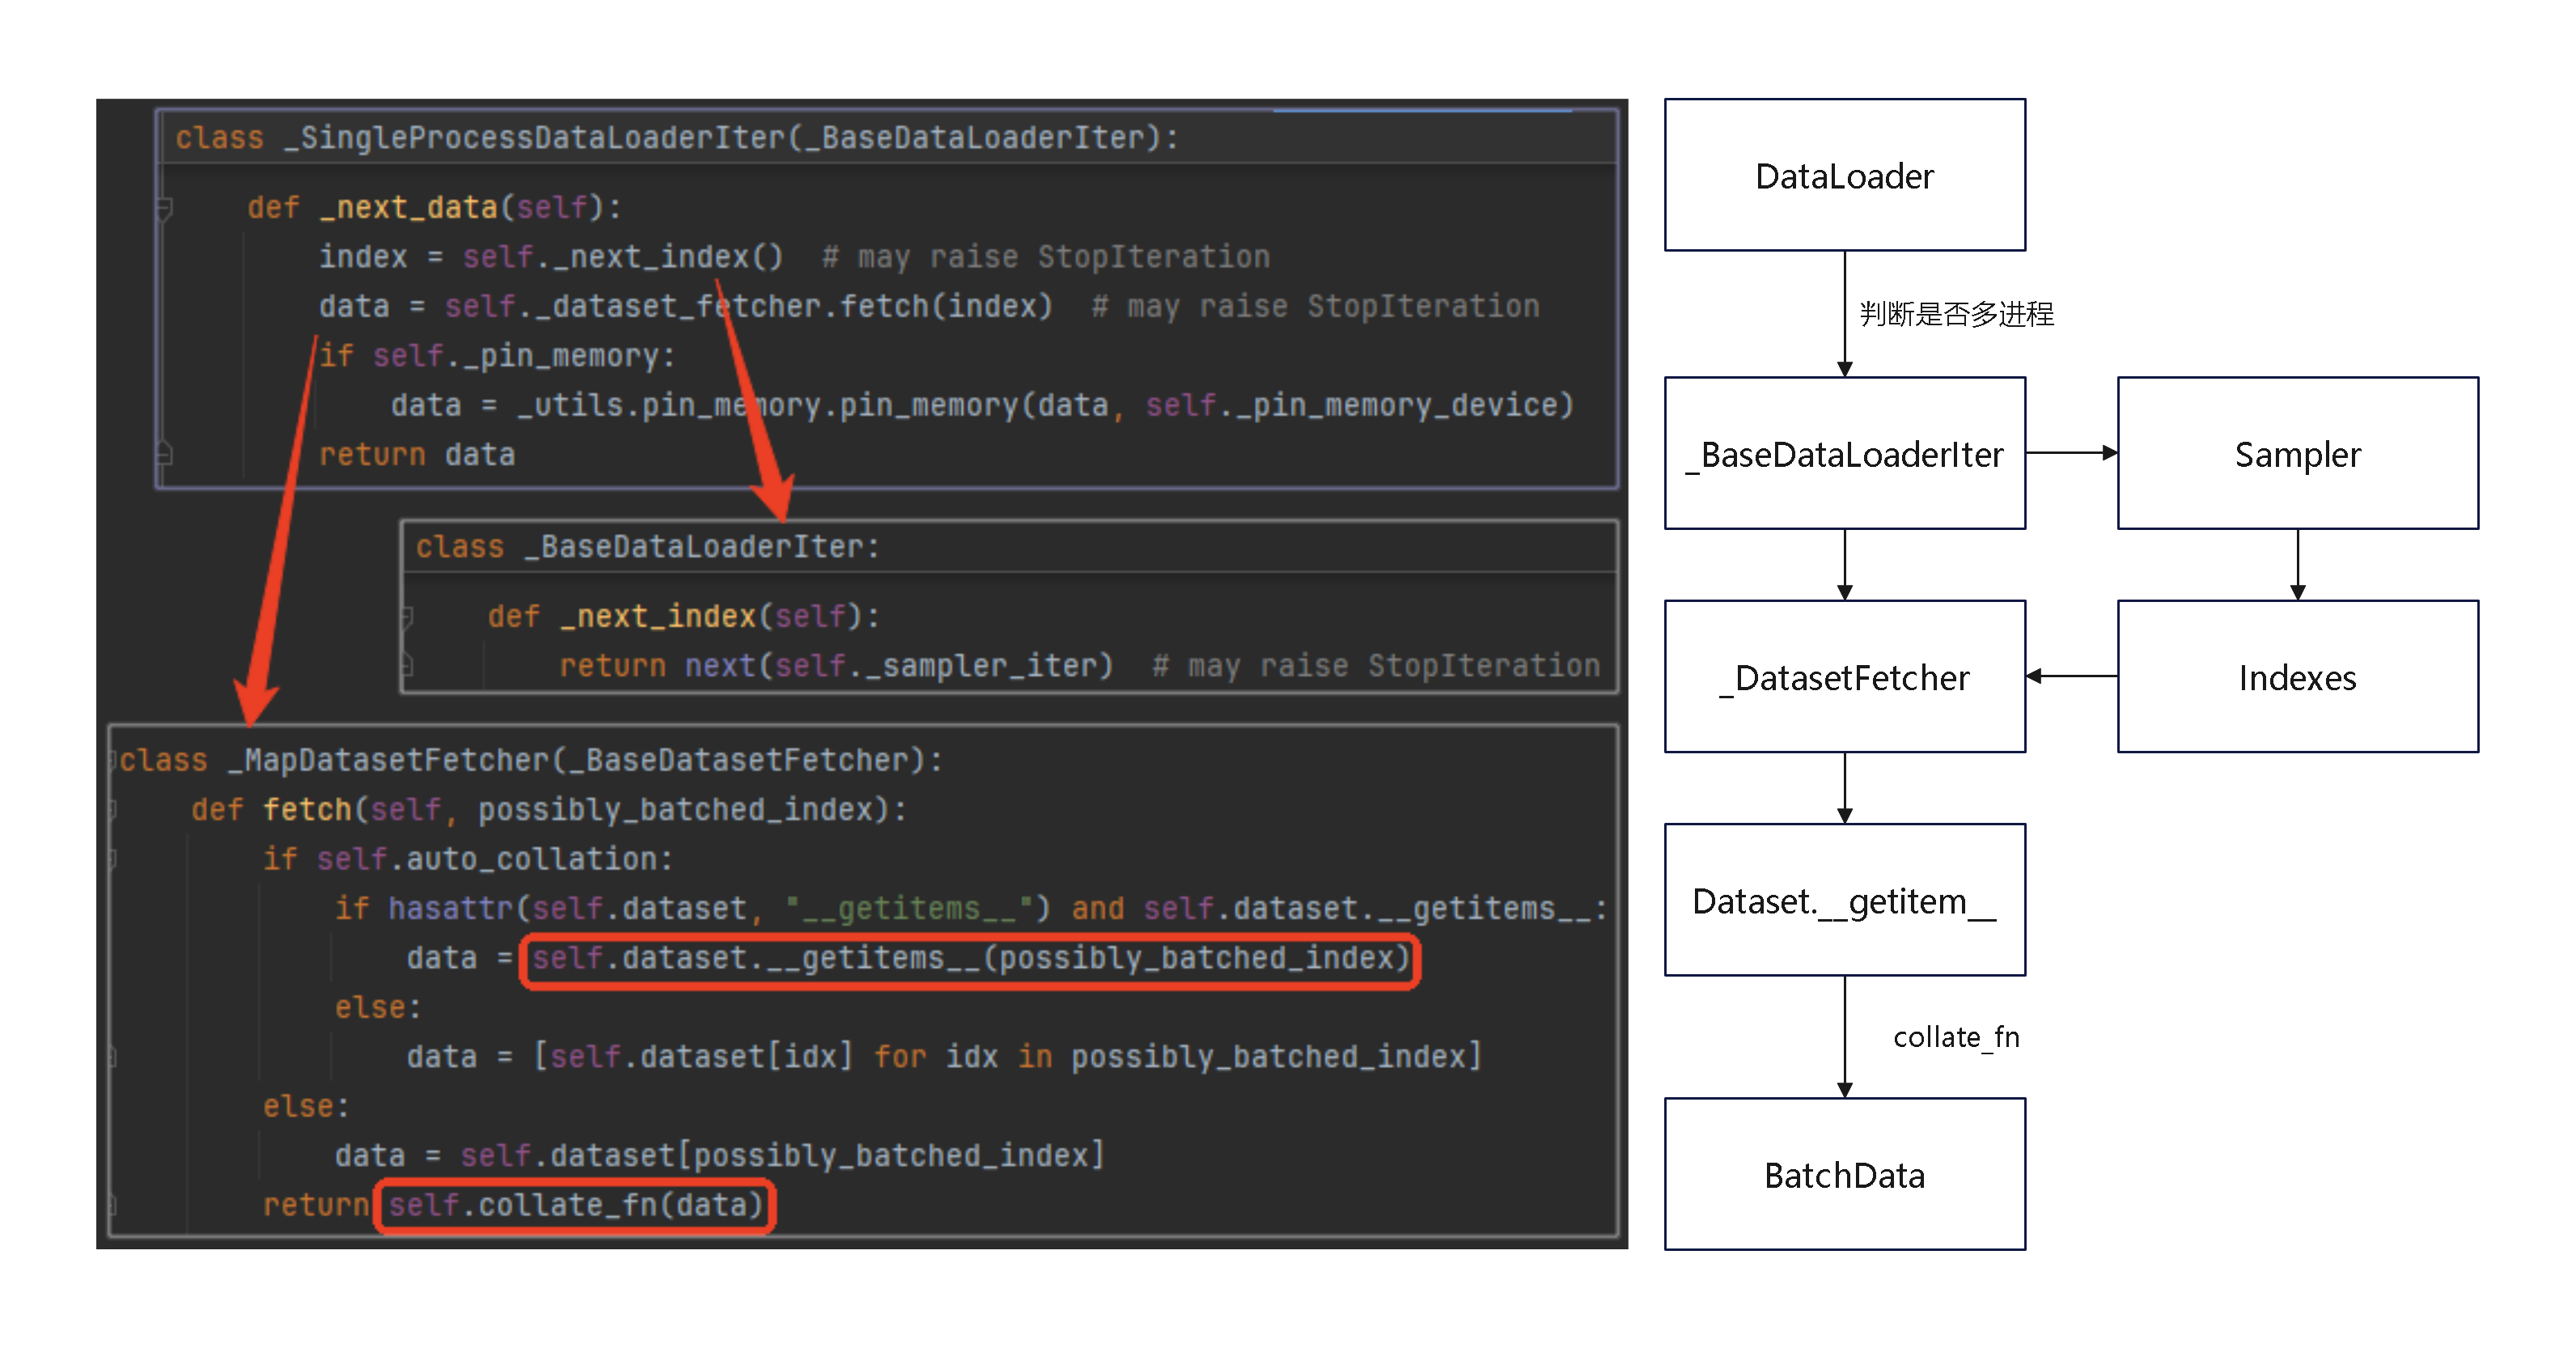 class _SingleProcessDataLoaderIter(_BaseDataLoaderIter):
def _next_data(self):
index = self._next_index()  # may raise StopIteration
data = self._dataset_fetcher.fetch(index)  # may raise StopIteration
if self._pin_memory:
data = _utils.pin_memory.pin_memory(data, self._pin_memory_device)
return data
class _BaseDataLoaderIter:
def _next_index(self):
return next(self._sampler_iter)  # may raise StopIteration
class _MapDatasetFetcher(_BaseDatasetFetcher):
def fetch(self, possibly_batched_index):
if self.auto_collation:
if hasattr(self.dataset, "__getitems__") and self.dataset.__getitems__:
data = self.dataset.__getitems__(possibly_batched_index)
else:
data = [self.dataset[idx] for idx in possibly_batched_index]
else:
data = self.dataset[possibly_batched_index]
return self.collate_fn(data)
DataLoader
判断是否多进程
_BaseDataLoaderIter
Sampler
_DatasetFetcher
Indexes
Dataset.__getitem__
collate_fn
BatchData